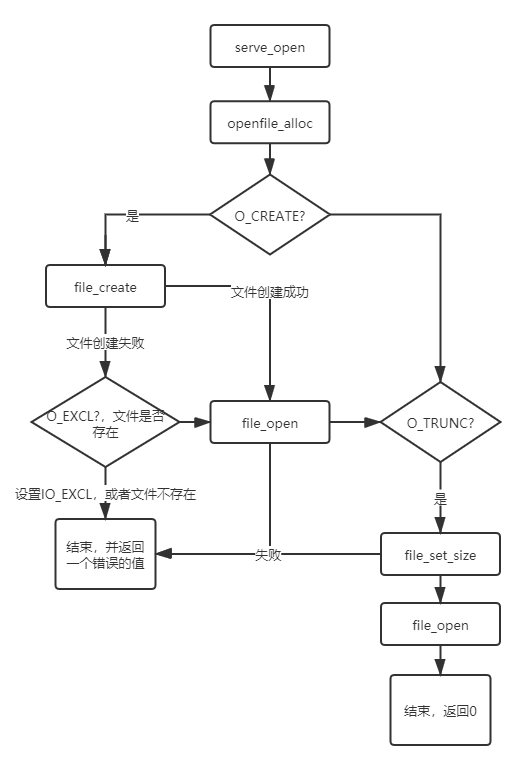 serve_open
openfile_alloc
O_CREATE?
是
file_create
文件创建成功
文件创建失败
O_EXCL?，文件是否
存在
file_open
O_TRUNC?
设置IO_EXCL，或者文件不存在
是
结束，并返回
一个错误的值
失败
file_set_size
file_open
结束，返回0